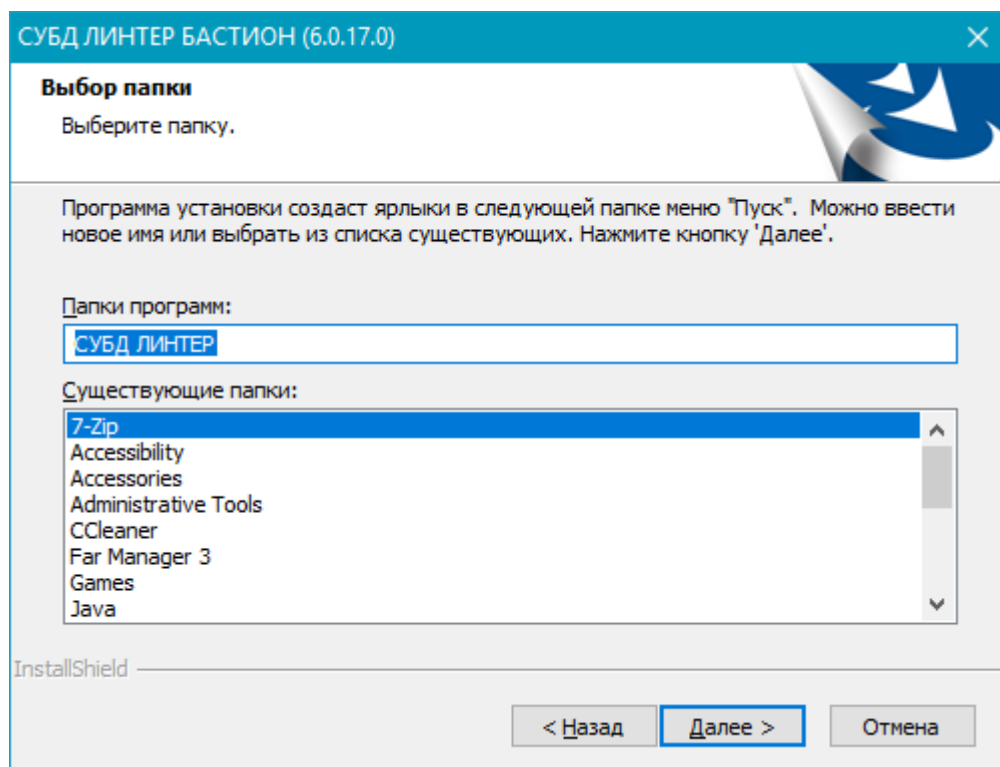 СУБД ЛИНТЕР БАСТИОН (6.0.17.0)
Выбор папки
Выберите папку.
Программа установки создаст ярлыки в следующей папке меню "Пуск".  Можно ввести
новое имя или выбрать из списка существующих. Нажмите кнопку 'Далее'.
Папки программ:
СУБД ЛИНТЕР
Существующие папки:
7-Zip
Accessibility
Accessories
Administrative Tools
CCleaner
Far Manager 3
Games
Java
InstallShield
< Назад Далее > Отмена